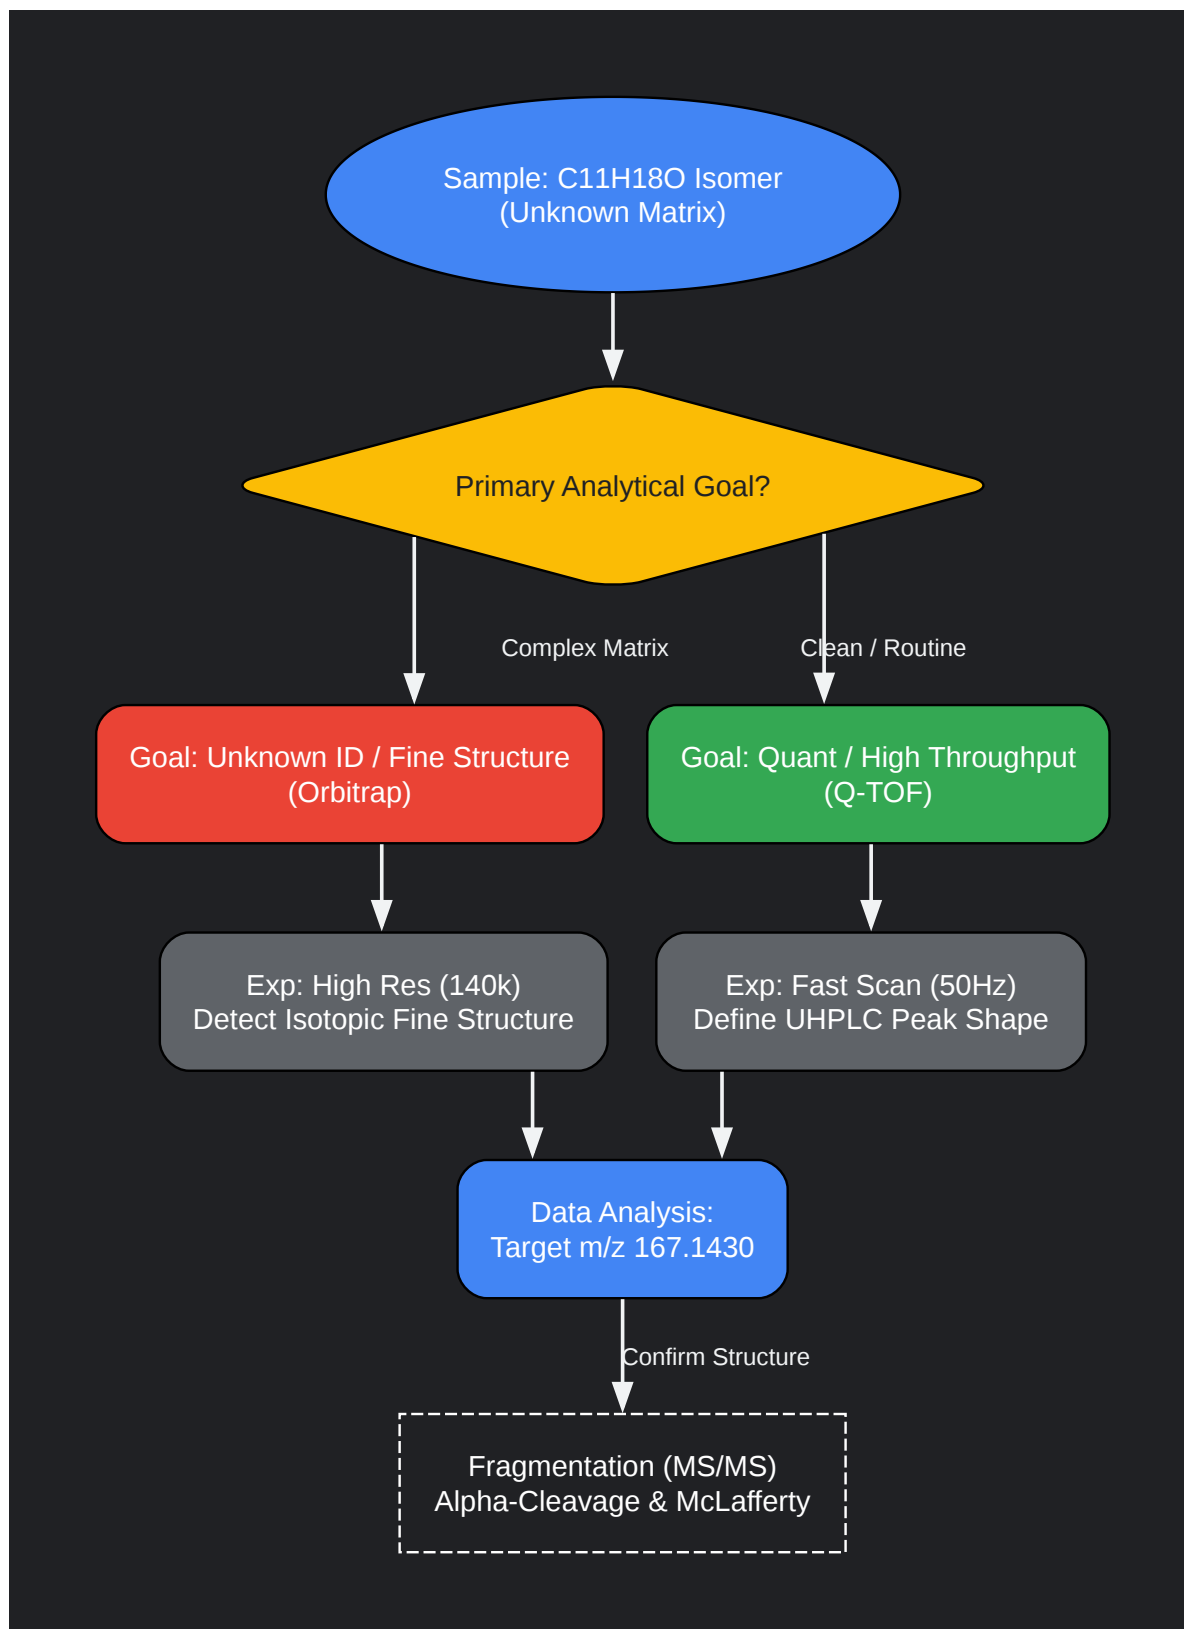 Sample: C11H18O Isomer
(Unknown Matrix)
Primary Analytical Goal?
Complex Matrix
Clean / Routine
Goal: Unknown ID / Fine Structure
(Orbitrap)
Goal: Quant / High Throughput
(Q-TOF)
Exp: High Res (140k)
Detect Isotopic Fine Structure
Exp: Fast Scan (50Hz)
Define UHPLC Peak Shape
Data Analysis:
Target m/z 167.1430
Confirm Structure
Fragmentation (MS/MS)
Alpha-Cleavage & McLafferty